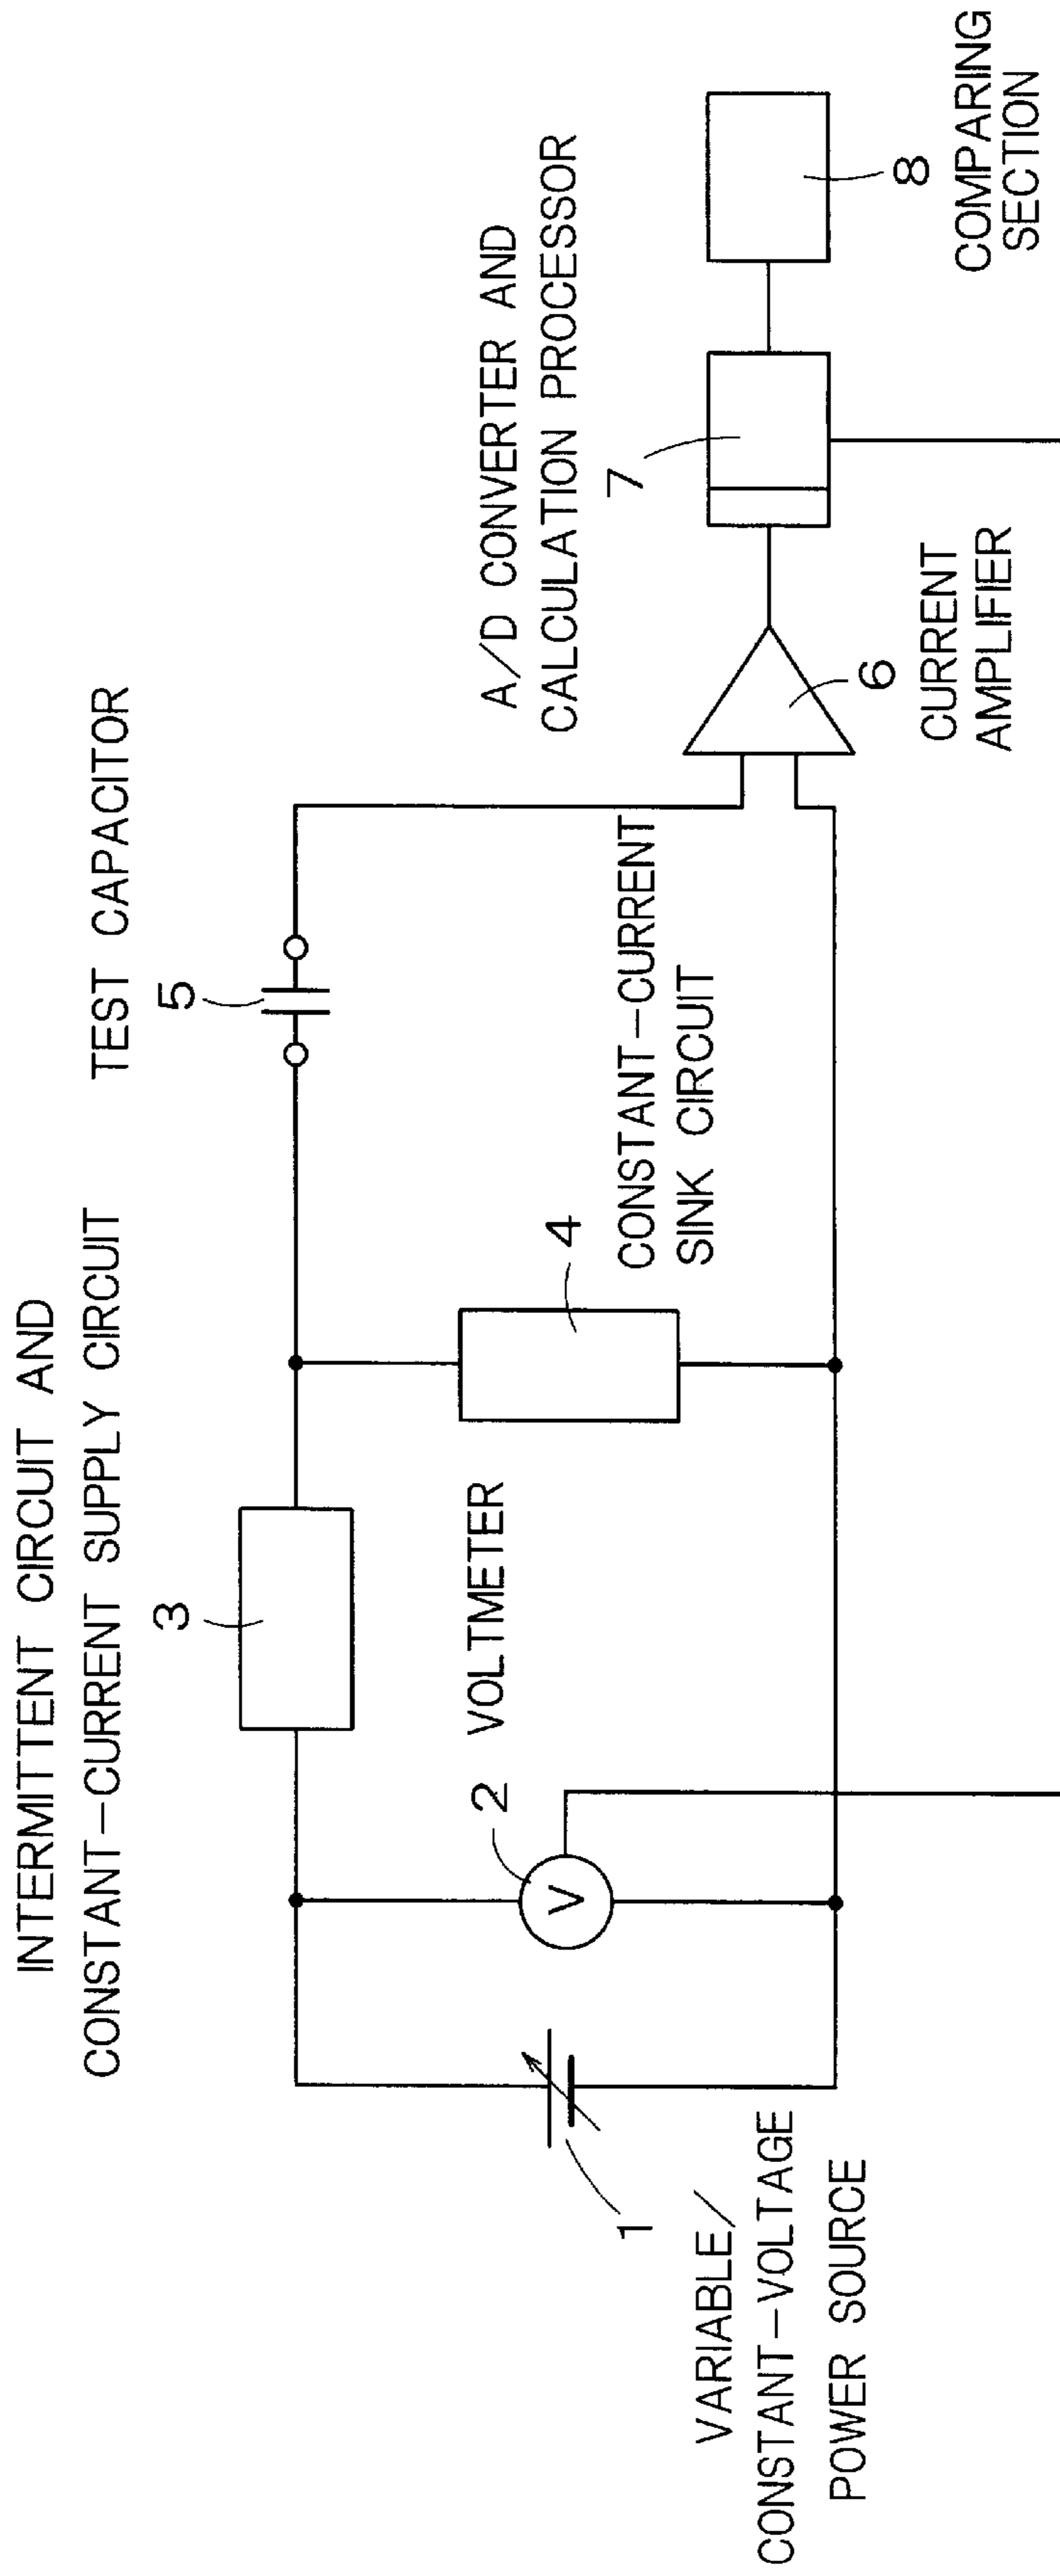 INTERMITTENT CIRCUIT AND
CONSTANT-CURRENT SUPPLY CIRCUIT
3
TEST CAPACITOR
5
VARIABLE/
CONSTANT-VOLTAGE
POWER SOURCE
1
VOLTMETER
2
V
4
CONSTANT-CURRENT
SINK CIRCUIT
A/D CONVERTER AND
CALCULATION PROCESSOR
7
6
CURRENT
AMPLIFIER
8
COMPARING
SECTION